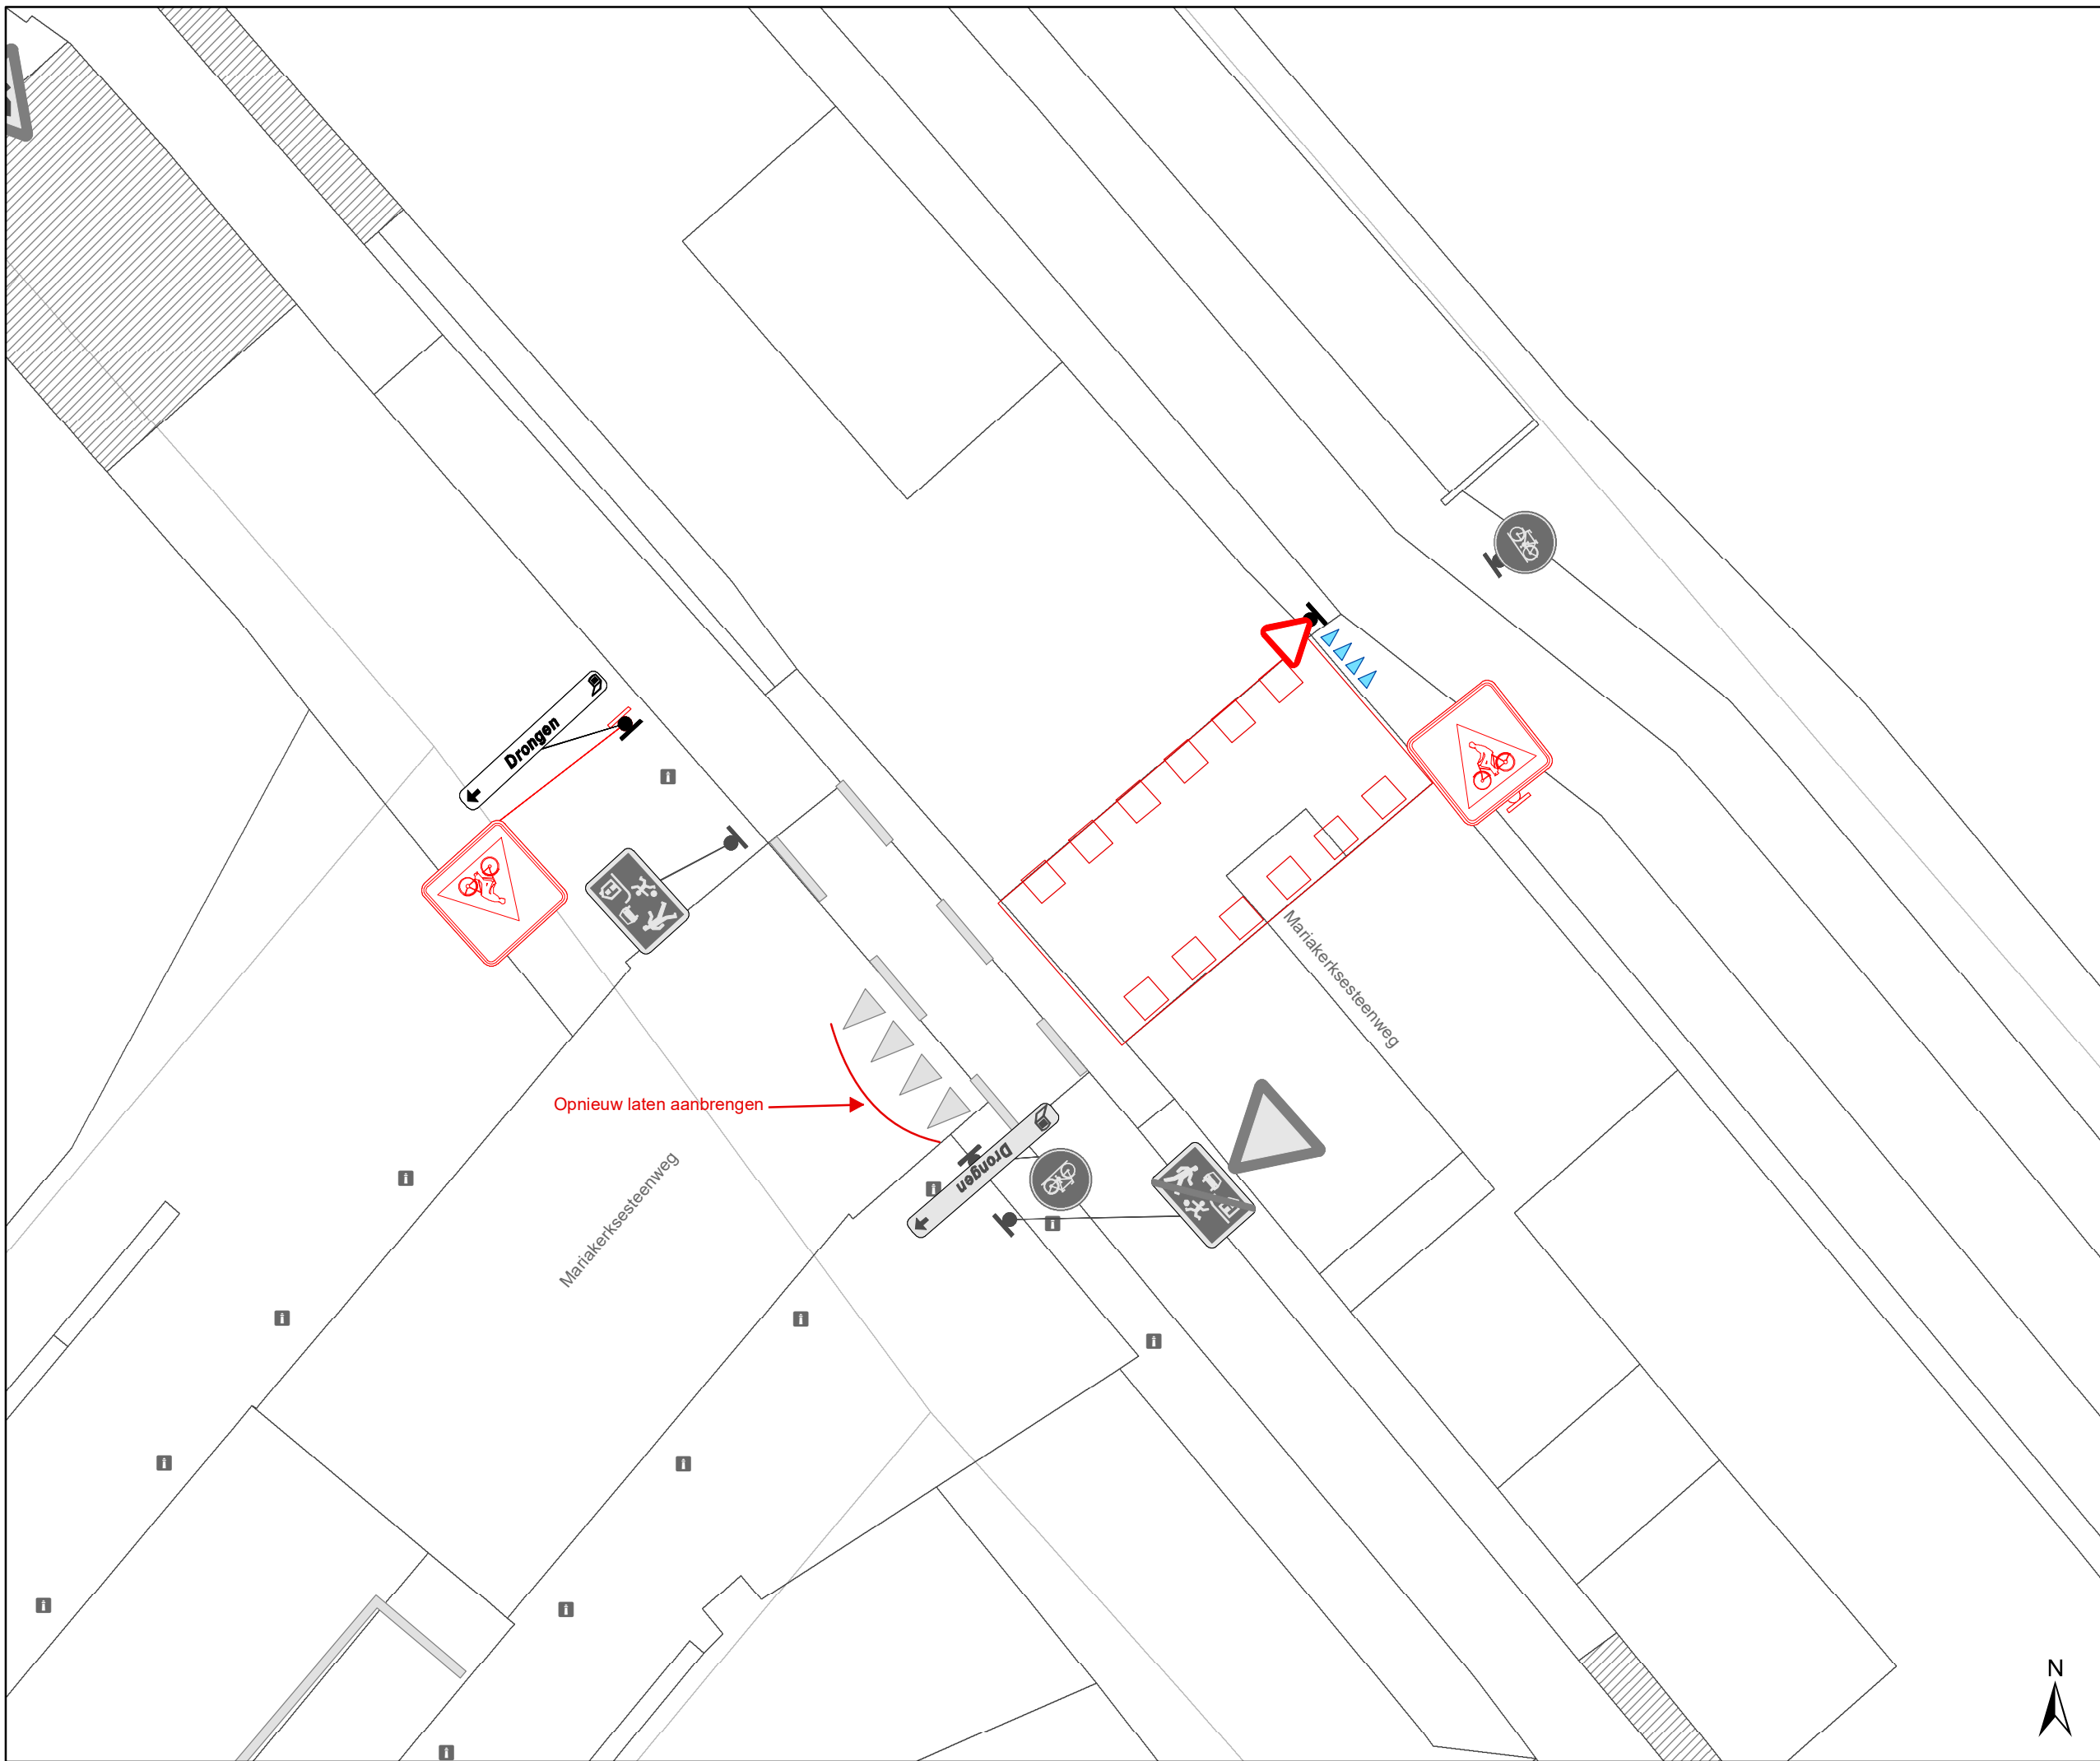 Drongen
Mariakerksesteenweg
Opnieuw laten aanbrengen
Drongen
Mariakerksesteenweg
N